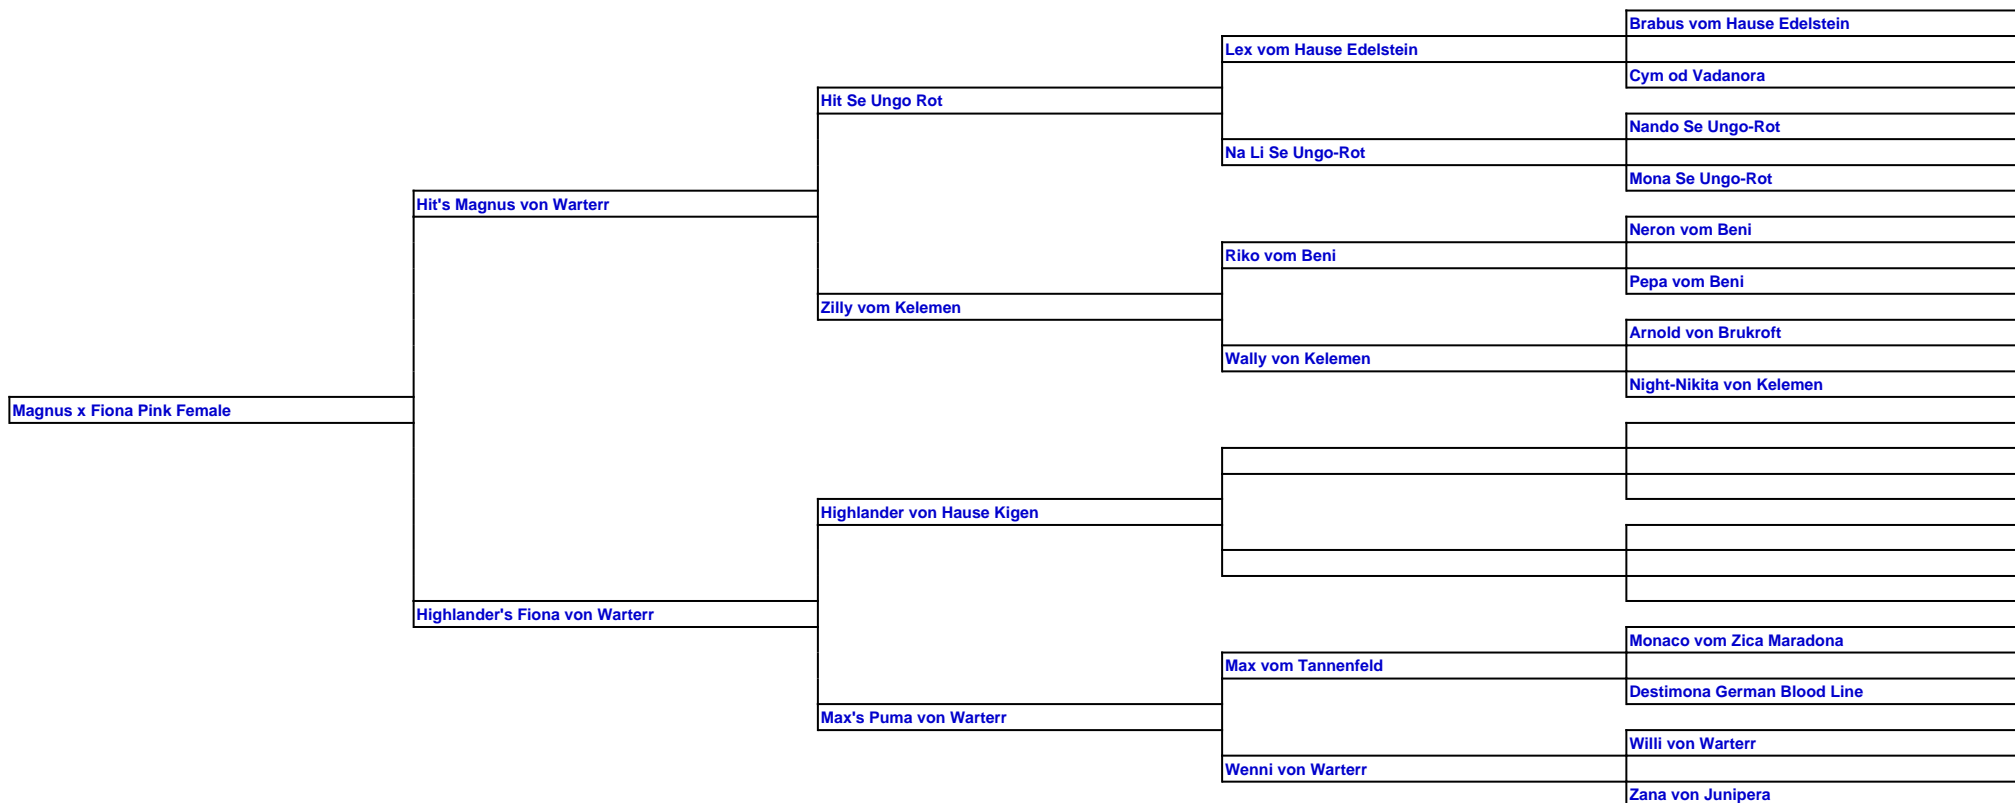 Brabus vom Hause Edelstein
Lex vom Hause Edelstein
Cym od Vadanora
Hit Se Ungo Rot
Nando Se Ungo-Rot
Na Li Se Ungo-Rot
Mona Se Ungo-Rot
Hit's Magnus von Warterr
Neron vom Beni
Riko vom Beni
Pepa vom Beni
Zilly vom Kelemen
Arnold von Brukroft
Wally von Kelemen
Night-Nikita von Kelemen
Magnus x Fiona Pink Female
Highlander von Hause Kigen
Highlander's Fiona von Warterr
Monaco vom Zica Maradona
Max vom Tannenfeld
Destimona German Blood Line
Max's Puma von Warterr
Willi von Warterr
Wenni von Warterr
Zana von Junipera